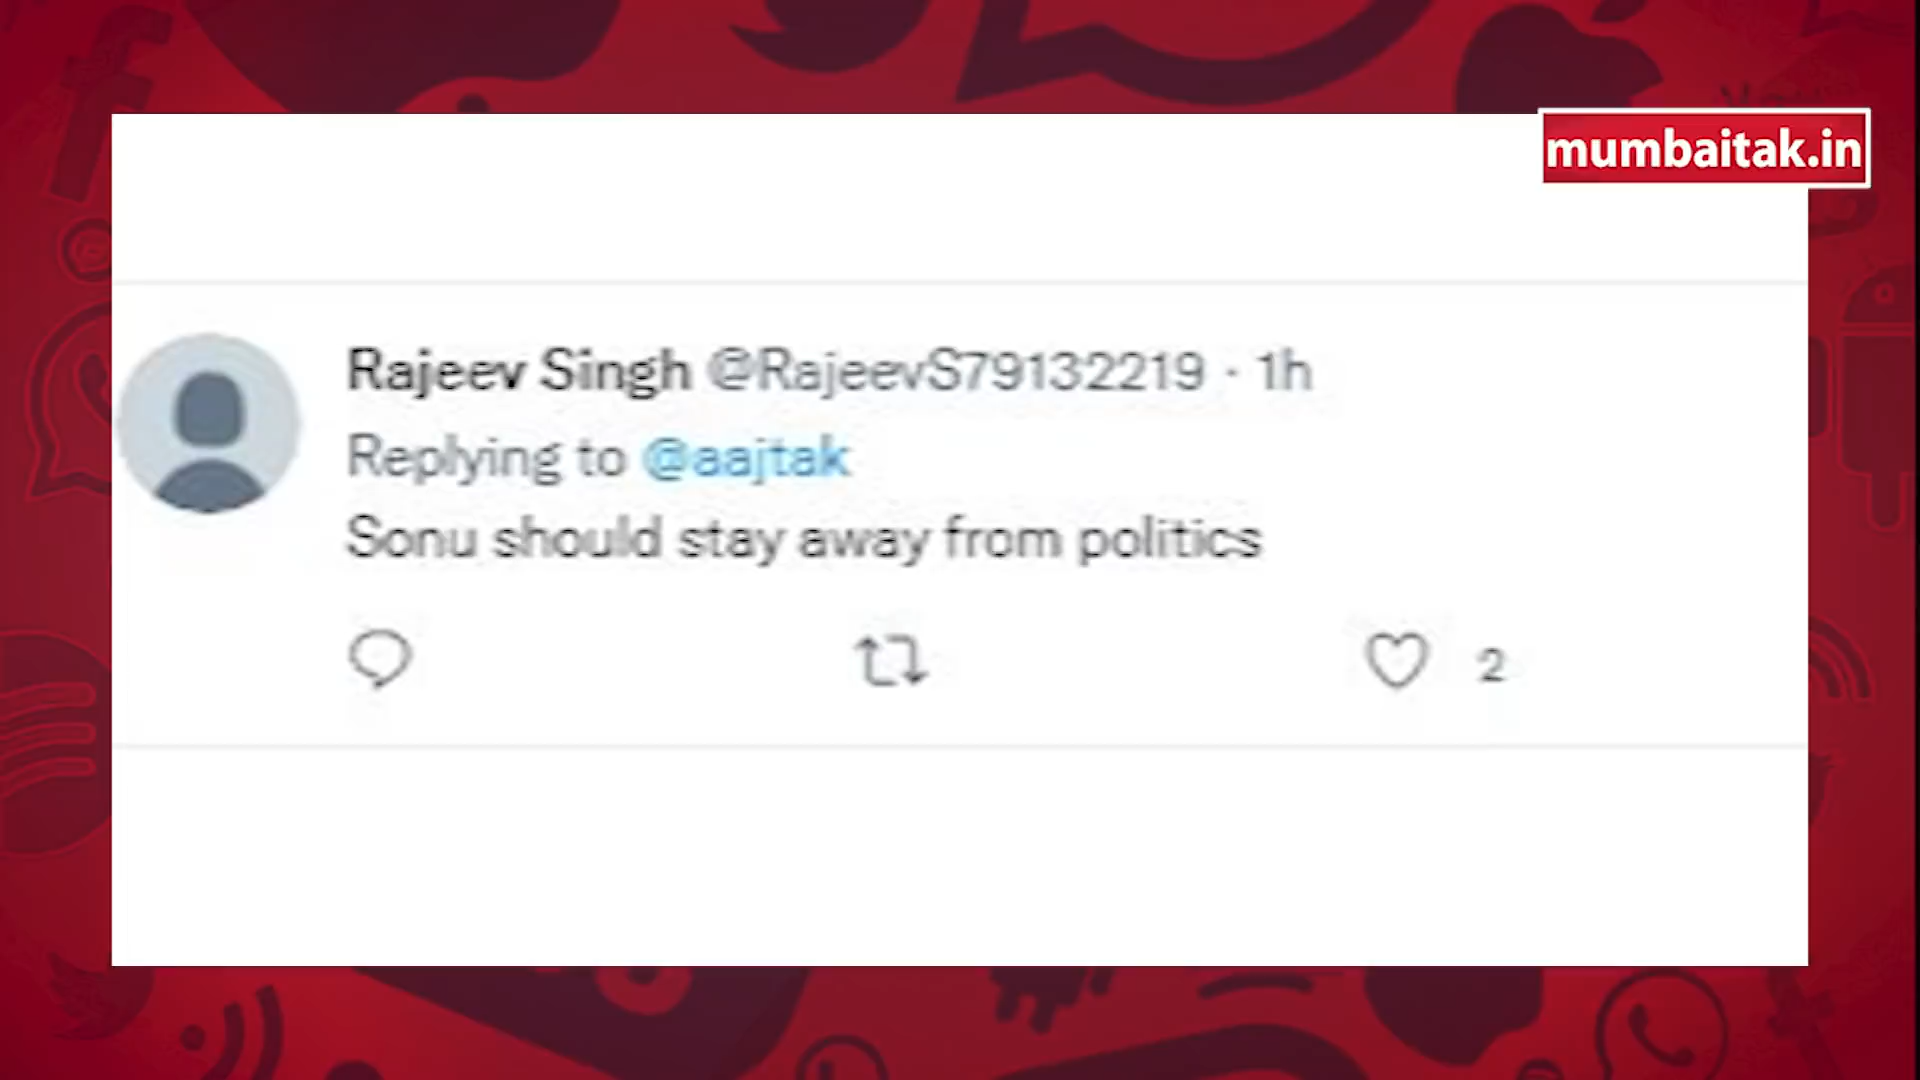 mumbaitak.in
Rajeev Singh @RajeevS79132219 · 1h
Replying to @aajtak
Sonu should stay away from politics
2